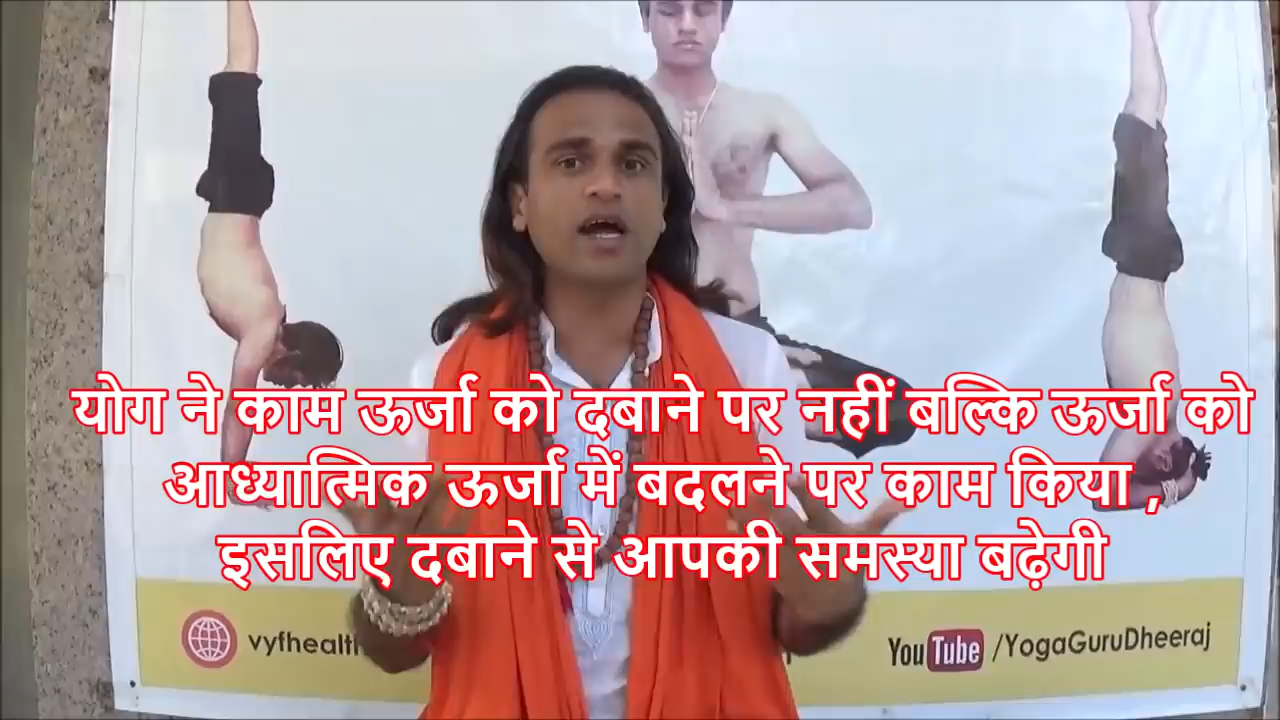 योग ने काम ऊर्जा को दबाने पर नहीं बल्कि ऊर्जा को
आध्यात्मिक ऊर्जा में बदलने पर काम किया ,
इसलिए दबाने से आपकी समस्या बढ़ेगी
vyfhealth
YouTube /YogaGuruDheeraj